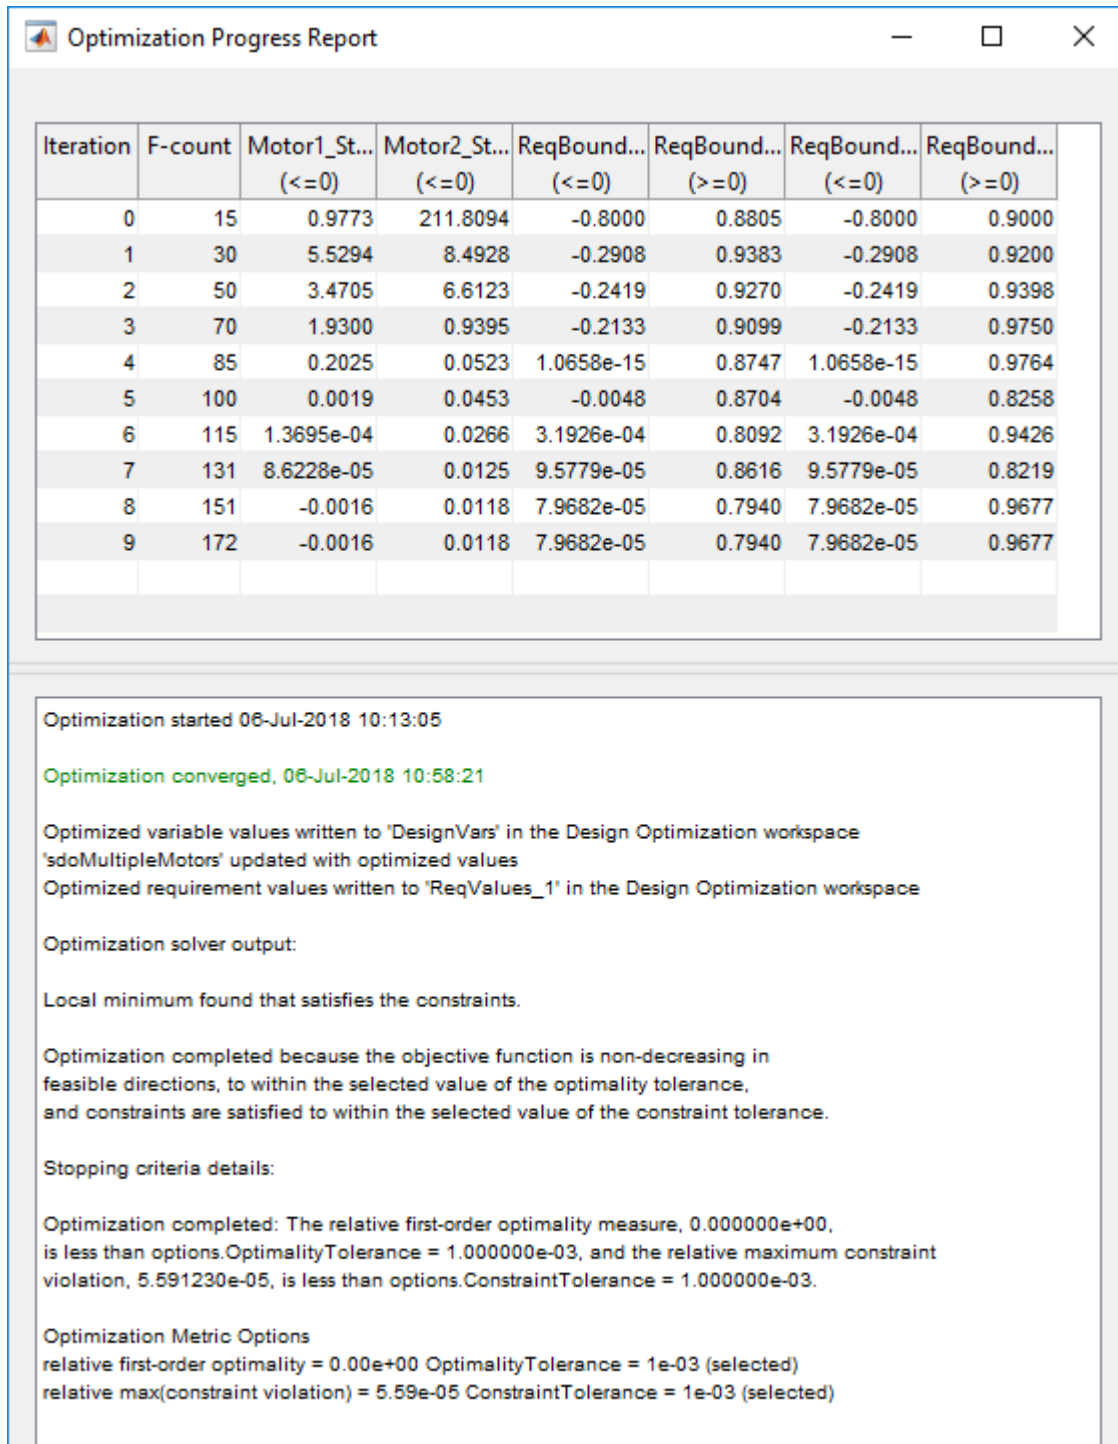 Optimization Progress Report
Iteration F-count Motor1_St... Motor2_St... ReqBound... ReqBound... ReqBound... ReqBound...
(<=0) (<=0) (<=0) (>=0) (<=0) (>=0)
0 15 0.9773 211.8094 -0.8000 0.8805 -0.8000 0.9000
1 30 5.5294 8.4928 -0.2908 0.9383 -0.2908 0.9200
2 50 3.4705 6.6123 -0.2419 0.9270 -0.2419 0.9398
3 70 1.9300 0.9395 -0.2133 0.9099 -0.2133 0.9750
4 85 0.2025 0.0523 1.0658e-15 0.8747 1.0658e-15 0.9764
5 100 0.0019 0.0453 -0.0048 0.8704 -0.0048 0.8258
6 115 1.3695e-04 0.0266 3.1926e-04 0.8092 3.1926e-04 0.9426
7 131 8.6228e-05 0.0125 9.5779e-05 0.8616 9.5779e-05 0.8219
8 151 -0.0016 0.0118 7.9682e-05 0.7940 7.9682e-05 0.9677
9 172 -0.0016 0.0118 7.9682e-05 0.7940 7.9682e-05 0.9677
Optimization started 06-Jul-2018 10:13:05
Optimization converged, 06-Jul-2018 10:58:21
Optimized variable values written to 'DesignVars' in the Design Optimization workspace
'sdoMultipleMotors' updated with optimized values
Optimized requirement values written to 'ReqValues_1' in the Design Optimization workspace
Optimization solver output:
Local minimum found that satisfies the constraints.
Optimization completed because the objective function is non-decreasing in
feasible directions, to within the selected value of the optimality tolerance,
and constraints are satisfied to within the selected value of the constraint tolerance.
Stopping criteria details:
Optimization completed: The relative first-order optimality measure, 0.000000e+00,
is less than options.OptimalityTolerance = 1.000000e-03, and the relative maximum constraint
violation, 5.591230e-05, is less than options.ConstraintTolerance = 1.000000e-03.
Optimization Metric Options
relative first-order optimality = 0.00e+00 OptimalityTolerance = 1e-03 (selected)
relative max(constraint violation) = 5.59e-05 ConstraintTolerance = 1e-03 (selected)